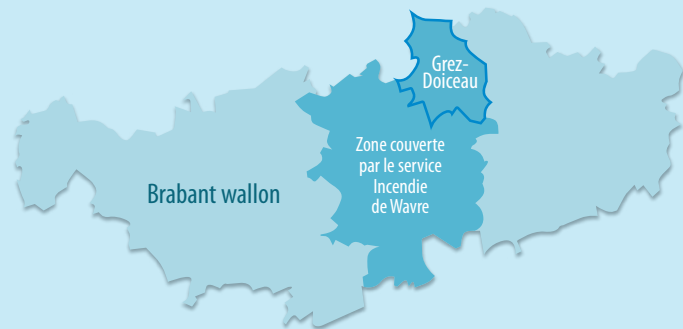 Grez-
Doiceau
Zone couverte
par le service
Incendie
de Wavre
Brabant wallon